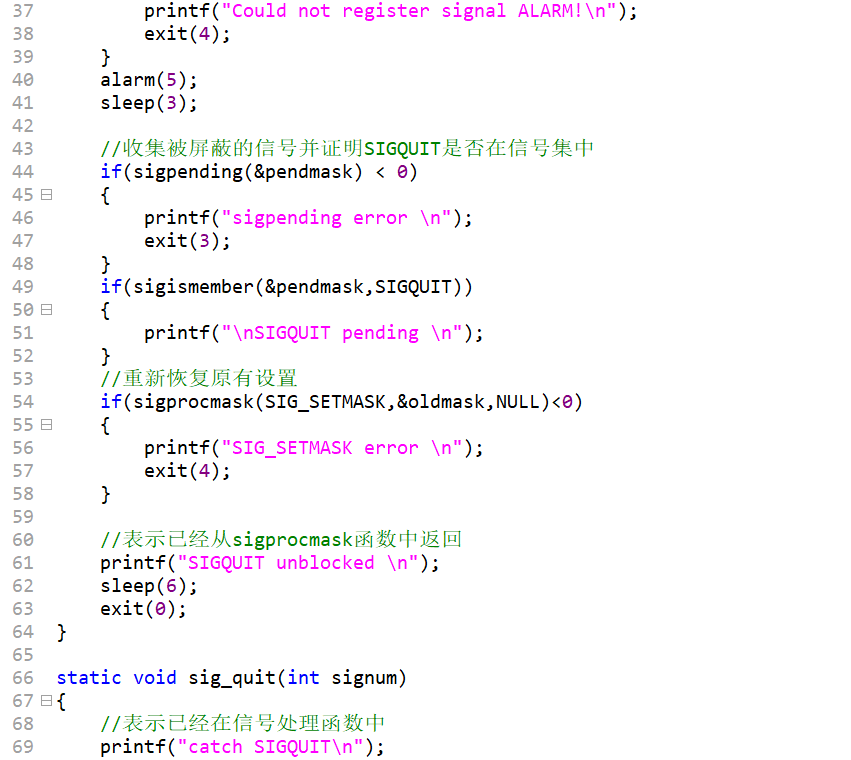 37 printf("Could not register signal ALARM!\n");
38 exit(4);
39 }
40 alarm(5);
41 sleep(3);
42
43 //收集被屏蔽的信号并证明SIGQUIT是否在信号集中
44 if(sigpending(&pendmask) < 0)
45 {
46 printf("sigpending error \n");
47 exit(3);
48 }
49 if(sigismember(&pendmask,SIGQUIT))
50 {
51 printf("\nSIGQUIT pending \n");
52 }
53 //重新恢复原有设置
54 if(sigprocmask(SIG_SETMASK,&oldmask,NULL)<0)
55 {
56 printf("SIG_SETMASK error \n");
57 exit(4);
58 }
59
60 //表示已经从sigprocmask函数中返回
61 printf("SIGQUIT unblocked \n");
62 sleep(6);
63 exit(0);
64 }
65
66 static void sig_quit(int signum)
67 {
68 //表示已经在信号处理函数中
69 printf("catch SIGQUIT\n");